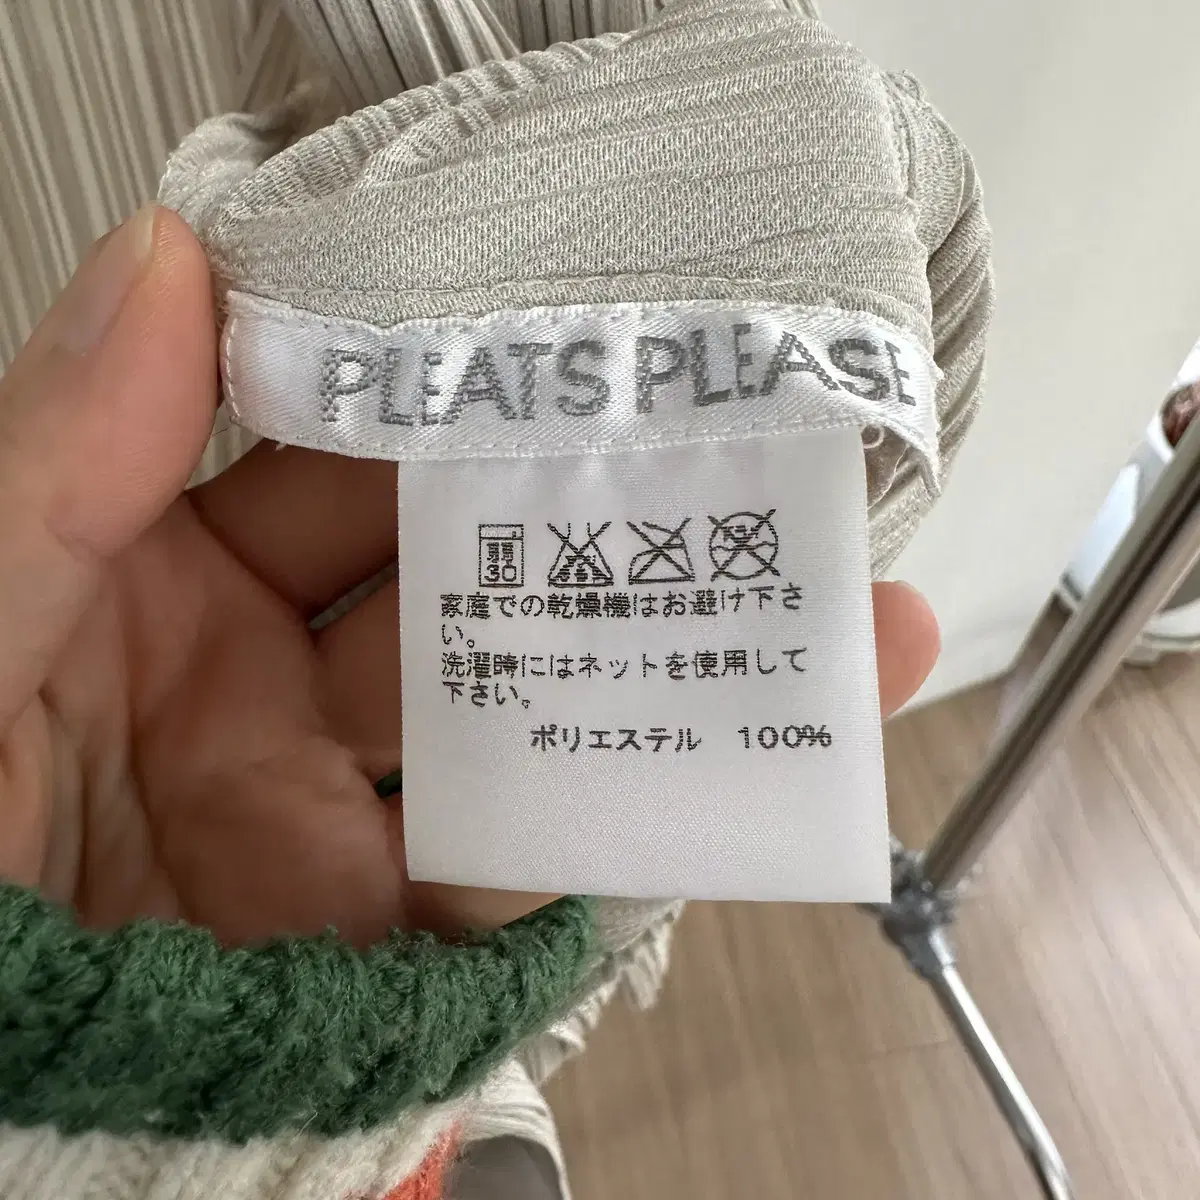 PLEATS PLEASE
弱
30
家庭での乾燥機はお避け下さ
い。
洗濯時にはネットを使用して
下さい。
ポリエステル 100%